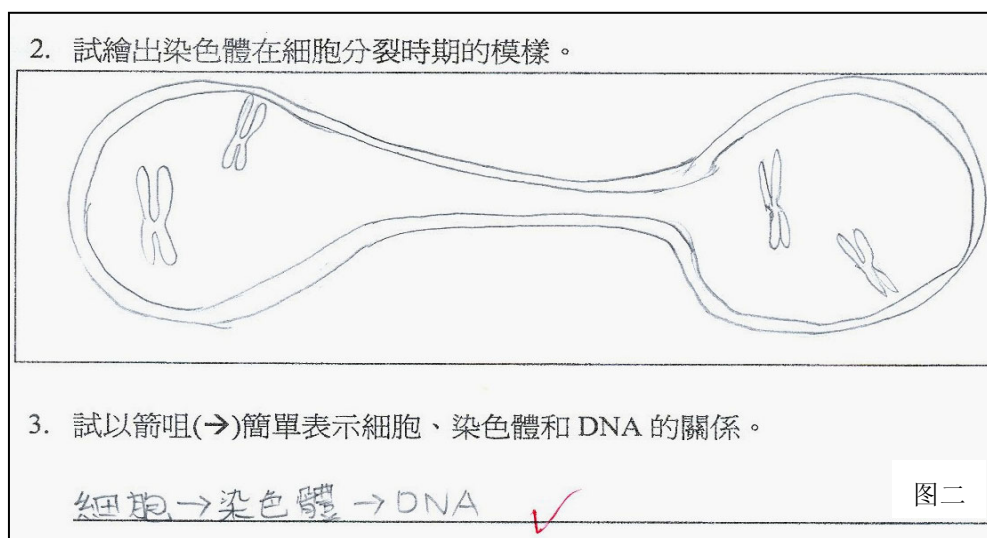 2. 試繪出染色體在細胞分裂時期的模樣。
3. 試以箭咀(→)簡單表示細胞、染色體和 DNA 的關係。
細胞→染色體→DNA
图二